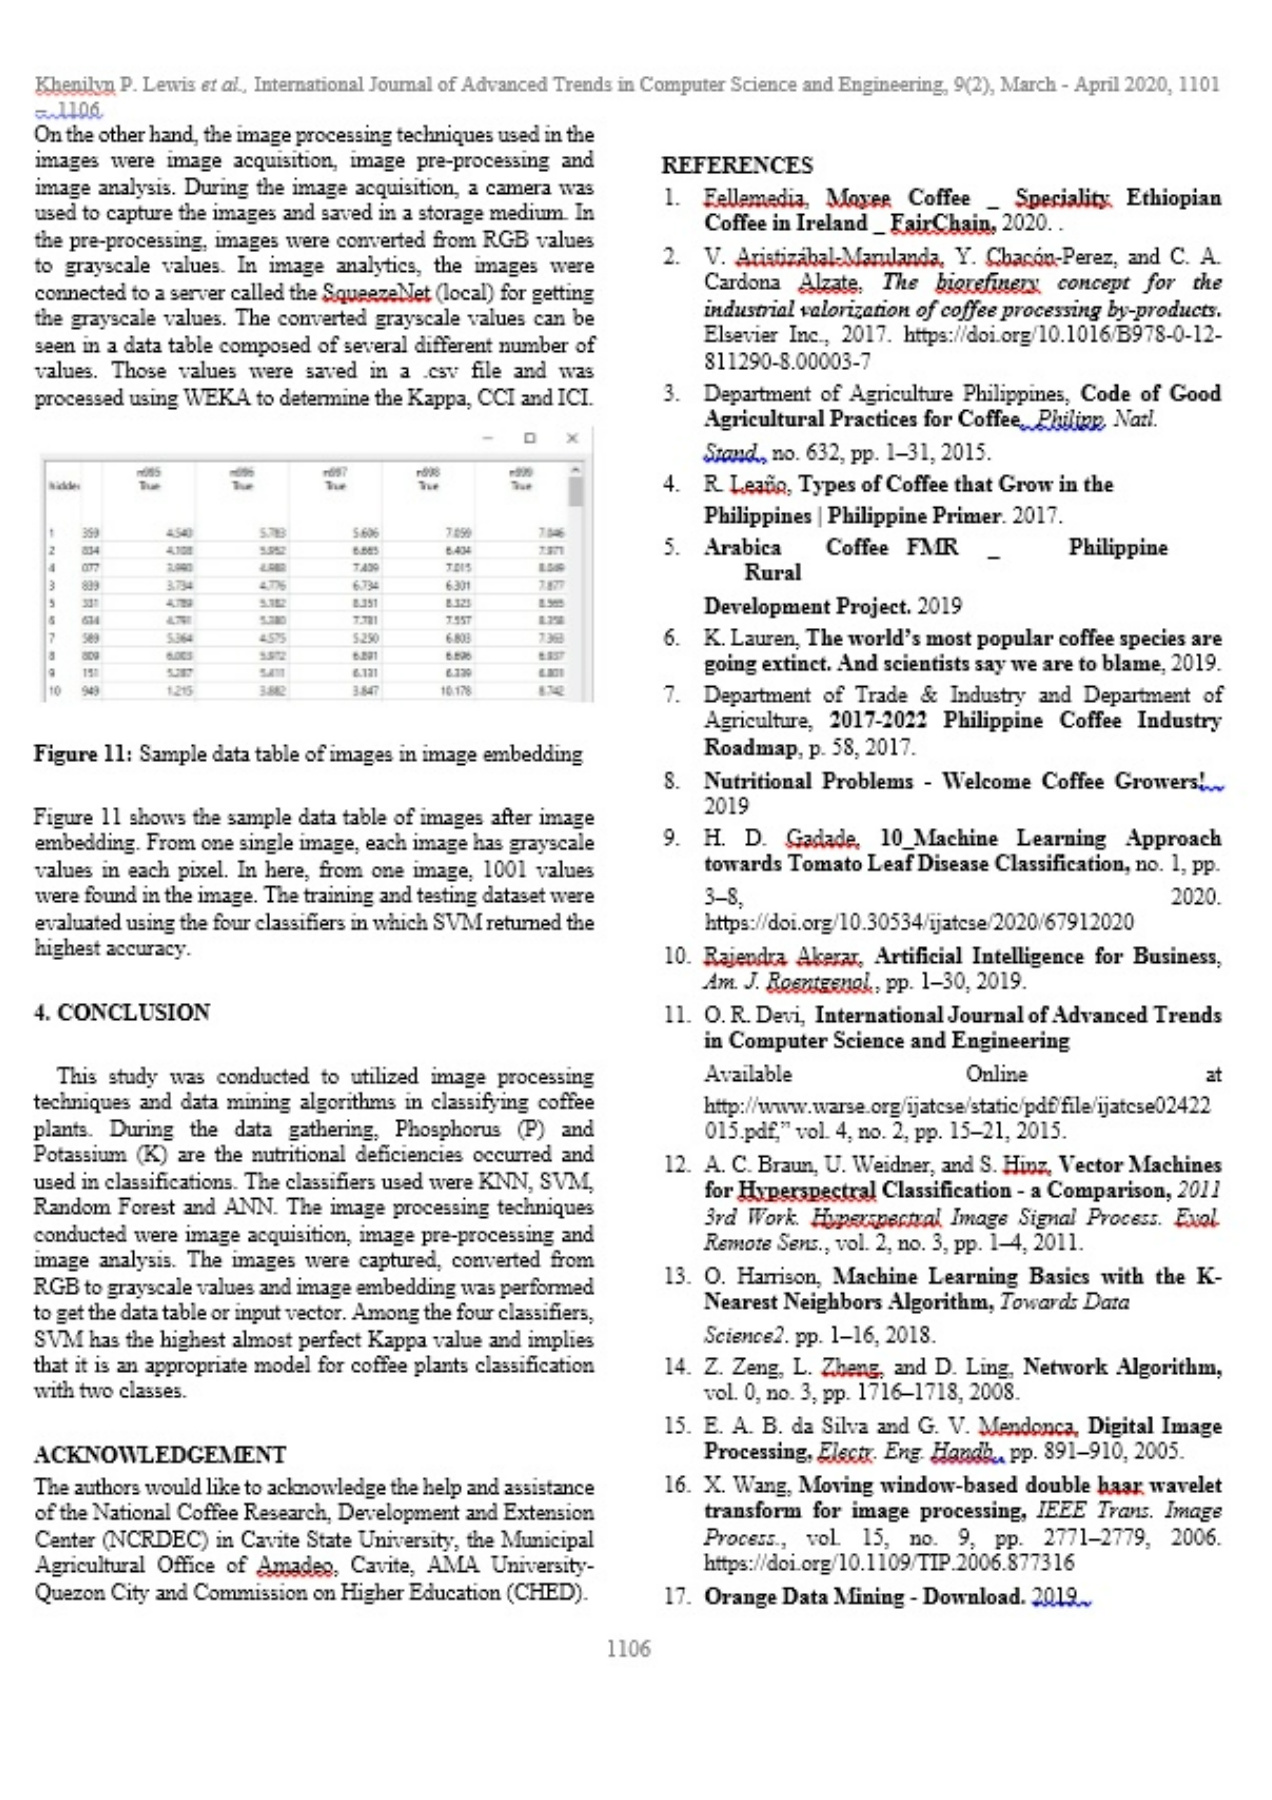 Khenilyn P. Lewis et al., International Journal of Advanced Trends in Computer Science and Engineering, 9(2), March - April 2020, 1101
– 1106
On the other hand, the image processing techniques used in the
images were image acquisition, image pre-processing and
image analysis. During the image acquisition, a camera was
used to capture the images and saved in a storage medium. In
the pre-processing, images were converted from RGB values
to grayscale values. In image analytics, the images were
connected to a server called the SqueezeNet (local) for getting
the grayscale values. The converted grayscale values can be
seen in a data table composed of several different number of
values. Those values were saved in a .csv file and was
processed using WEKA to determine the Kappa, CCI and ICI.
n995 n996 n997 n998 n999
hidder True True True True True
1 359 4.540 5.783 5.606 7.059 7.046
2 834 4.108 5.952 6.665 6.404 7.971
4 077 3.990 4.988 7.409 7.015 8.049
3 839 3.734 4.776 6.734 6.301 7.877
5 331 4.789 5.182 8.351 8.323 8.565
6 634 4.791 5.380 7.781 7.557 8.258
7 589 5.364 4.575 5.250 6.803 7.363
8 809 6.003 5.972 6.891 6.696 6.937
9 151 5.287 5.411 6.131 6.339 6.801
10 949 1.215 3.882 3.847 10.178 8.742
Figure 11: Sample data table of images in image embedding
Figure 11 shows the sample data table of images after image
embedding. From one single image, each image has grayscale
values in each pixel. In here, from one image, 1001 values
were found in the image. The training and testing dataset were
evaluated using the four classifiers in which SVM returned the
highest accuracy.
4. CONCLUSION
This study was conducted to utilized image processing
techniques and data mining algorithms in classifying coffee
plants. During the data gathering, Phosphorus (P) and
Potassium (K) are the nutritional deficiencies occurred and
used in classifications. The classifiers used were KNN, SVM,
Random Forest and ANN. The image processing techniques
conducted were image acquisition, image pre-processing and
image analysis. The images were captured, converted from
RGB to grayscale values and image embedding was performed
to get the data table or input vector. Among the four classifiers,
SVM has the highest almost perfect Kappa value and implies
that it is an appropriate model for coffee plants classification
with two classes.
ACKNOWLEDGEMENT
The authors would like to acknowledge the help and assistance
of the National Coffee Research, Development and Extension
Center (NCRDEC) in Cavite State University, the Municipal
Agricultural Office of Amadeo, Cavite, AMA University-
Quezon City and Commission on Higher Education (CHED).
REFERENCES
1. Fellemedia, Moyee Coffee _ Speciality Ethiopian
Coffee in Ireland _ FairChain, 2020. .
2. V. Aristizábal-Marulanda, Y. Chacón-Perez, and C. A.
Cardona Alzate, The biorefinery concept for the
industrial valorization of coffee processing by-products.
Elsevier Inc., 2017. https://doi.org/10.1016/B978-0-12-
811290-8.00003-7
3. Department of Agriculture Philippines, Code of Good
Agricultural Practices for Coffee, Philipp. Natl.
Stand., no. 632, pp. 1–31, 2015.
4. R. Leaño, Types of Coffee that Grow in the
Philippines | Philippine Primer. 2017.
5. Arabica Coffee FMR _ Philippine
Rural
Development Project. 2019
6. K. Lauren, The world’s most popular coffee species are
going extinct. And scientists say we are to blame, 2019.
7. Department of Trade & Industry and Department of
Agriculture, 2017-2022 Philippine Coffee Industry
Roadmap, p. 58, 2017.
8. Nutritional Problems - Welcome Coffee Growers!
2019
9. H. D. Gadade, 10_Machine Learning Approach
towards Tomato Leaf Disease Classification, no. 1, pp.
3–8, 2020.
https://doi.org/10.30534/ijatcse/2020/67912020
10. Rajendra Akerar, Artificial Intelligence for Business,
Am. J. Roentgenol., pp. 1–30, 2019.
11. O. R. Devi, International Journal of Advanced Trends
in Computer Science and Engineering
Available Online at
http://www.warse.org/ijatcse/static/pdf/file/ijatcse02422
015.pdf,” vol. 4, no. 2, pp. 15–21, 2015.
12. A. C. Braun, U. Weidner, and S. Hinz, Vector Machines
for Hyperspectral Classification - a Comparison, 2011
3rd Work. Hyperspectral Image Signal Process. Evol.
Remote Sens., vol. 2, no. 3, pp. 1–4, 2011.
13. O. Harrison, Machine Learning Basics with the K-
Nearest Neighbors Algorithm, Towards Data
Science2. pp. 1–16, 2018.
14. Z. Zeng, L. Zheng, and D. Ling, Network Algorithm,
vol. 0, no. 3, pp. 1716–1718, 2008.
15. E. A. B. da Silva and G. V. Mendonca, Digital Image
Processing, Electr. Eng. Handb., pp. 891–910, 2005.
16. X. Wang, Moving window-based double haar wavelet
transform for image processing, IEEE Trans. Image
Process., vol. 15, no. 9, pp. 2771–2779, 2006.
https://doi.org/10.1109/TIP.2006.877316
17. Orange Data Mining - Download. 2019
1106